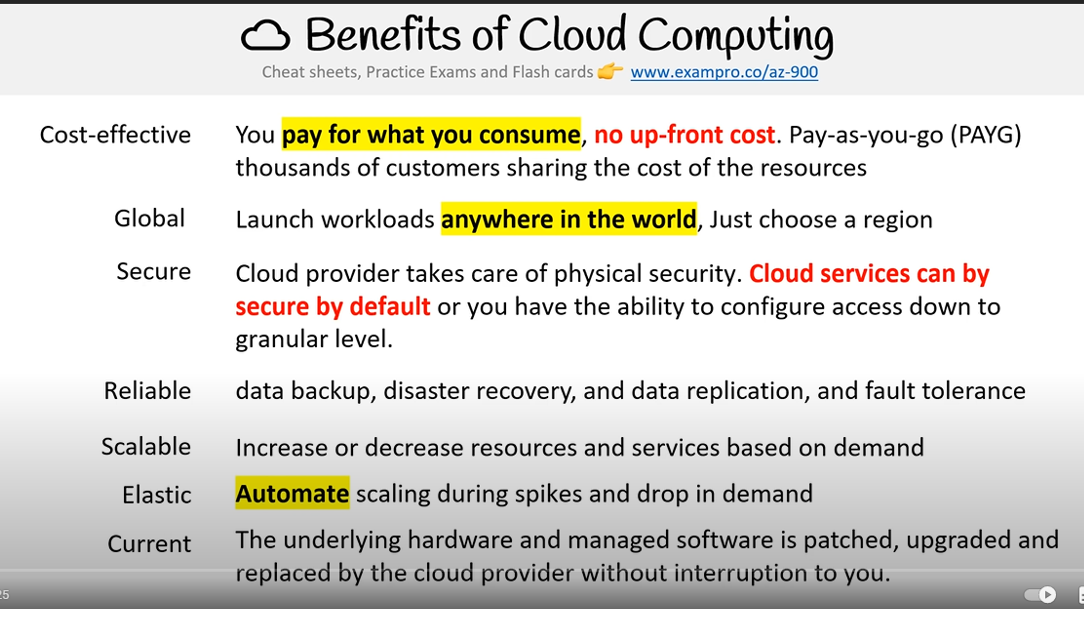 Benefits of Cloud Computing
Cheat sheets, Practice Exams and Flash cards 👉 www.exampro.co/az-900
Cost-effective You pay for what you consume, no up-front cost. Pay-as-you-go (PAYG)
thousands of customers sharing the cost of the resources
Global Launch workloads anywhere in the world, Just choose a region
Secure Cloud provider takes care of physical security. Cloud services can by
secure by default or you have the ability to configure access down to
granular level.
Reliable data backup, disaster recovery, and data replication, and fault tolerance
Scalable Increase or decrease resources and services based on demand
Elastic Automate scaling during spikes and drop in demand
Current The underlying hardware and managed software is patched, upgraded and
replaced by the cloud provider without interruption to you.
25